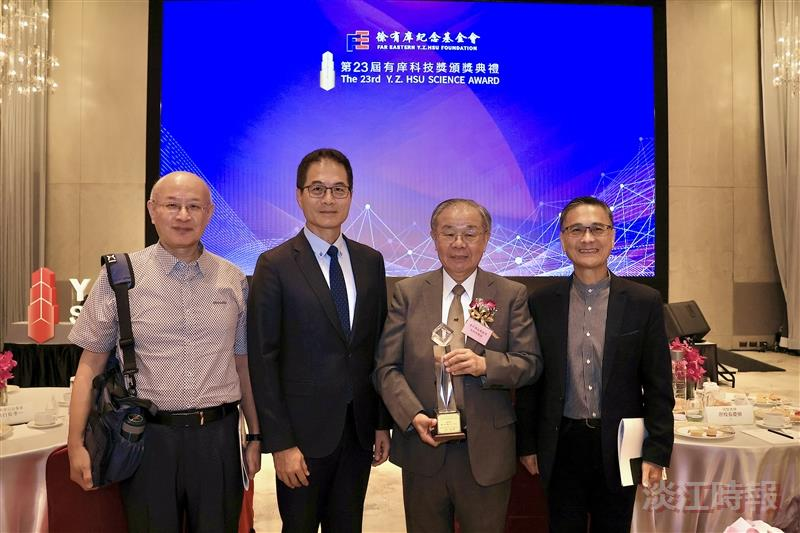 FE 徐有庠紀念基金會
FAR EASTERN Y.Z.HSU FOUNDATION
第23屆有庠科技獎頒獎典禮
The 23rd Y. Z. HSU SCIENCE AWARD
Y
S
淡江時報